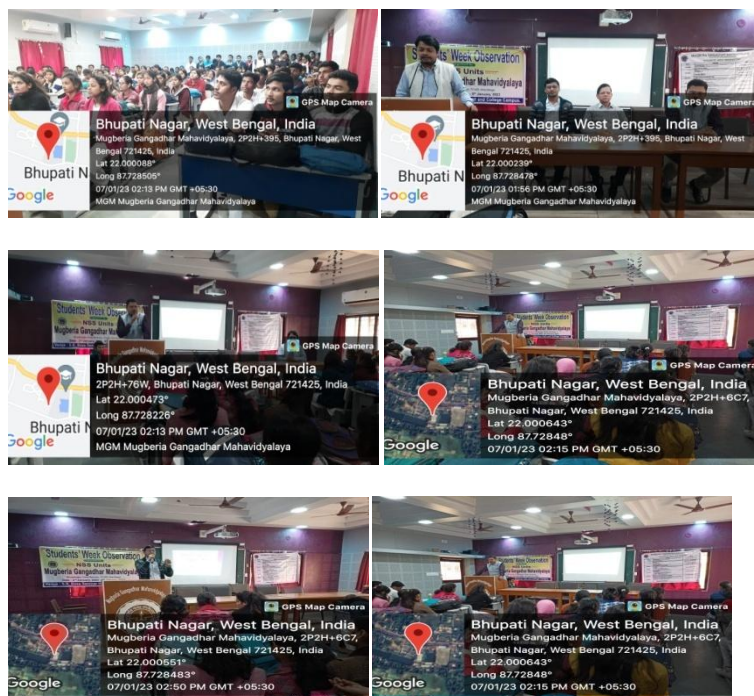 GPS Map Camera
Bhupati Nagar, West Bengal, India
Mugberia Gangadhar Mahavidyalaya, 2P2H+395, Bhupati Nagar, West
Bengal 721425, India
Lat 22.000088°
Long 87.728505°
07/01/23 02:13 PM GMT +05:30
MGM Mugberia Gangadhar Mahavidyalaya
Bhupati N
Google
Students' Week Observation
SS Units
dhar Mahavidyalaya
GPS Map Camera
Bhupati Nagar, West Bengal, India
Mugberia Gangadhar Mahavidyalaya, 2P2H+395, Bhupati Nagar, West
Bengal 721425, India
Lat 22.000239°
Long 87.728478°
07/01/23 01:56 PM GMT +05:30
MGM Mugberia Gangadhar Mahavidyalaya
Bhupati N
Google
Students' Week Obser
NSS Units
Mugberia Gangadhar Mah
GPS Map Camera
Bhupati Nagar, West Bengal, India
2P2H+76W, Bhupati Nagar, West Bengal 721425, India
Lat 22.000473°
Long 87.728226°
07/01/23 02:13 PM GMT +05:30
MGM Mugberia Gangadhar Mahavidyalaya
Bhupati N
Google
Week Observation
GPS Map Camera
Bhupati Nagar, West Bengal, India
Mugberia Gangadhar Mahavidyalaya, 2P2H+6C7,
Bhupati Nagar, West Bengal 721425, India
Lat 22.000643°
Long 87.72848°
07/01/23 02:15 PM GMT +05:30
Google
Students' Week Observation
NSS Units
Mugberia Gangadhar Mahavidyal
Mugberia Gangadhar Mahavidyalaya
GPS Map Camera
Bhupati Nagar, West Bengal, India
Mugberia Gangadhar Mahavidyalaya, 2P2H+6C7,
Bhupati Nagar, West Bengal 721425, India
Lat 22.000551°
Long 87.728483°
07/01/23 02:50 PM GMT +05:30
Google
Students' Week Observation
GPS Map Camera
Bhupati Nagar, West Bengal, India
Mugberia Gangadhar Mahavidyalaya, 2P2H+6C7,
Bhupati Nagar, West Bengal 721425, India
Lat 22.000643°
Long 87.72848°
07/01/23 02:15 PM GMT +05:30
Google